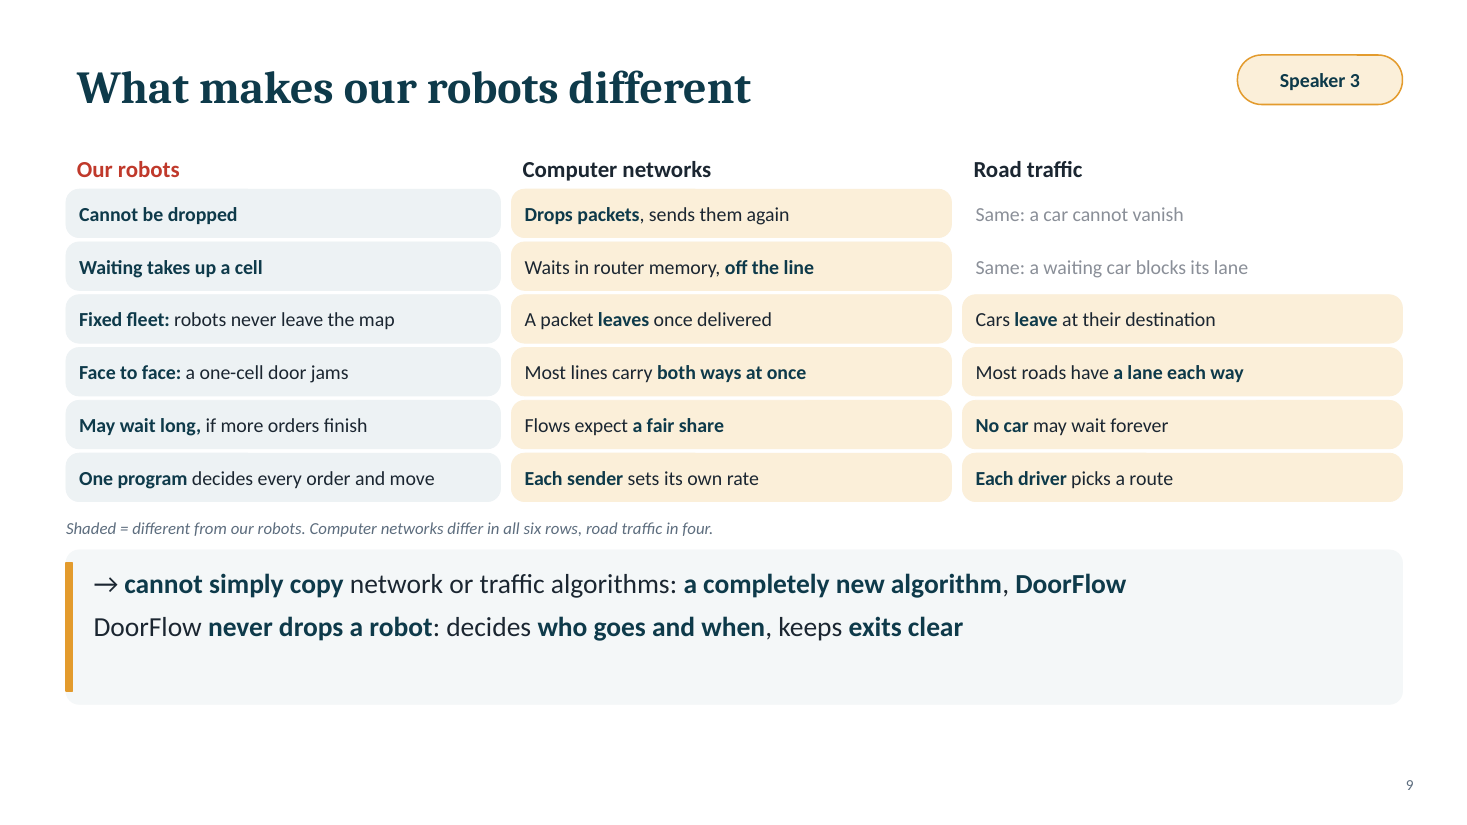 What makes our robots different
Speaker 3
Our robots
Computer networks
Road traffic
Cannot be dropped
Drops packets, sends them again
Same: a car cannot vanish
Waiting takes up a cell
Waits in router memory, off the line
Same: a waiting car blocks its lane
Fixed fleet: robots never leave the map
A packet leaves once delivered
Cars leave at their destination
Face to face: a one-cell door jams
Most lines carry both ways at once
Most roads have a lane each way
May wait long, if more orders finish
Flows expect a fair share
No car may wait forever
One program decides every order and move
Each sender sets its own rate
Each driver picks a route
Shaded = different from our robots. Computer networks differ in all six rows, road traffic in four.
→ cannot simply copy network or traffic algorithms: a completely new algorithm, DoorFlow
DoorFlow never drops a robot: decides who goes and when, keeps exits clear
9